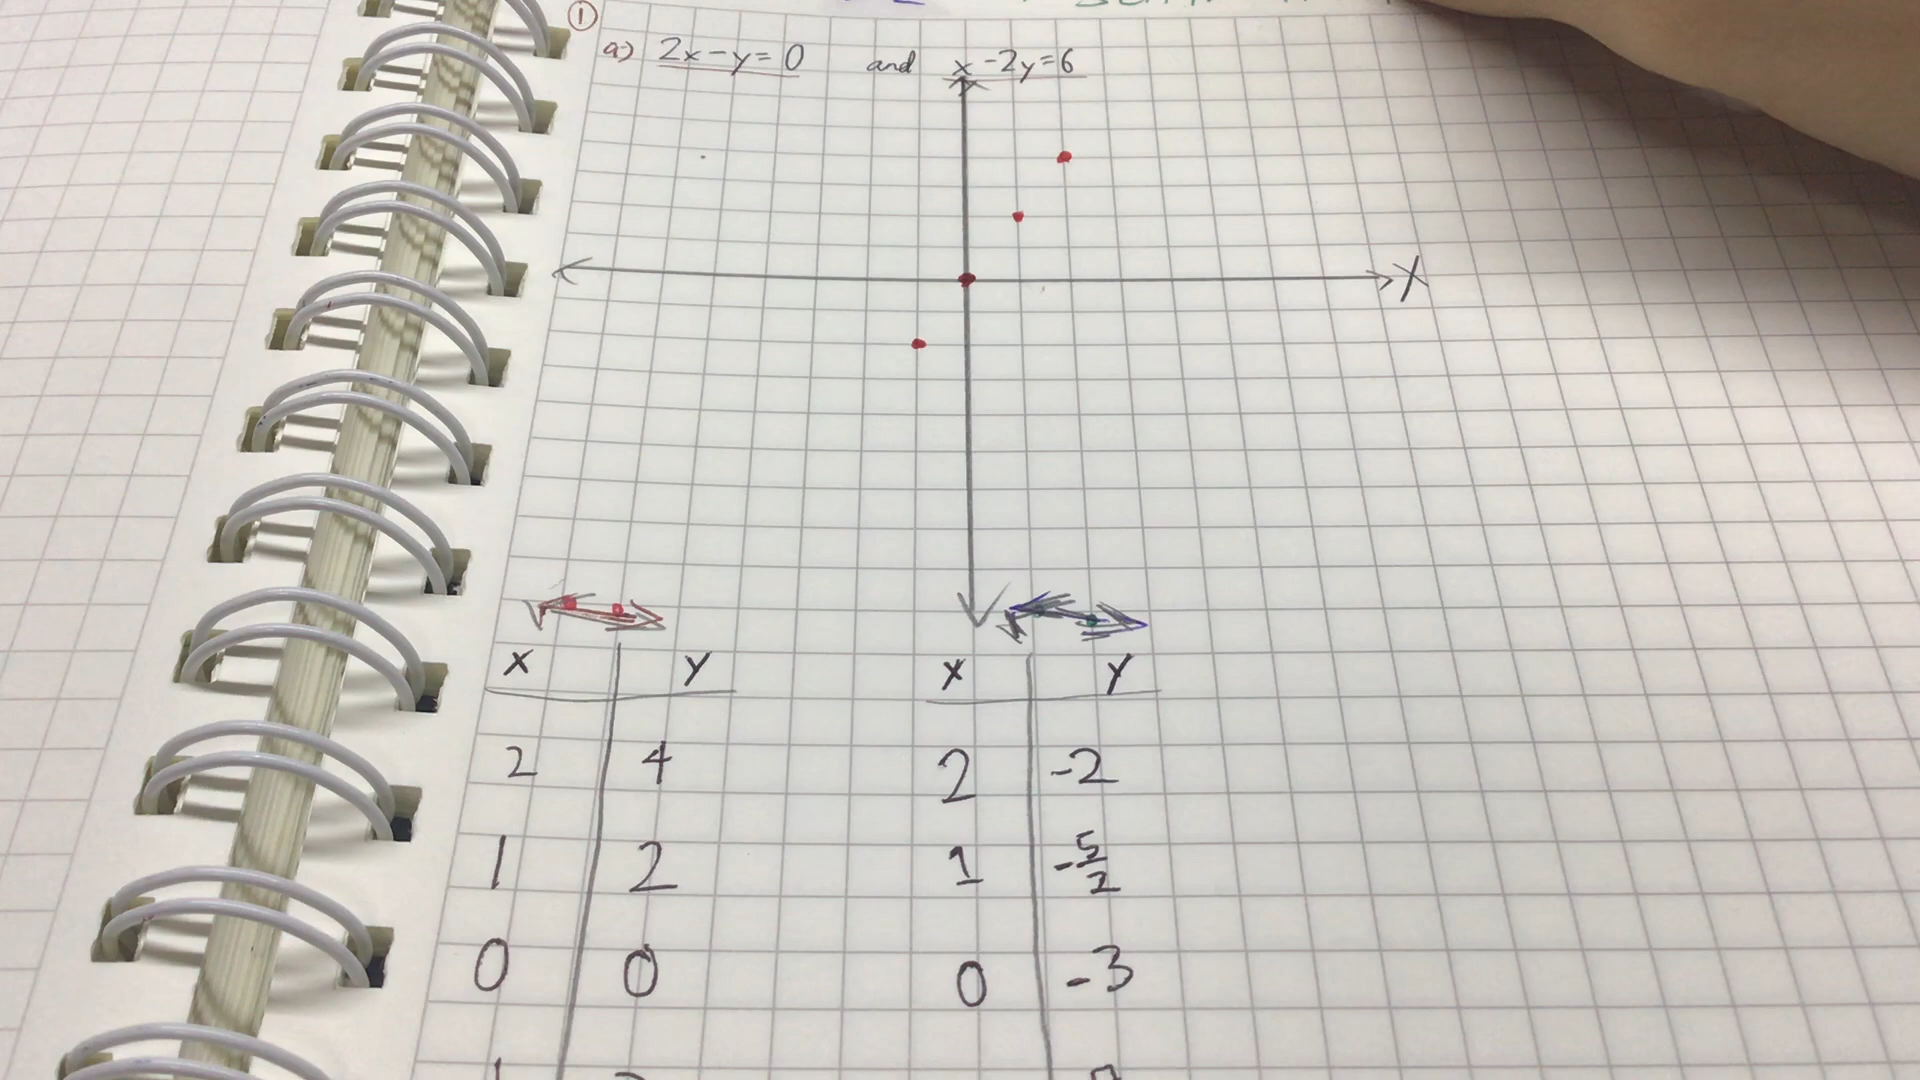 ①
a) 2x-y=0 and x-2y=6
X
x y x y
2 4 2 -2
1 2 1 -5/2
0 0 0 -3